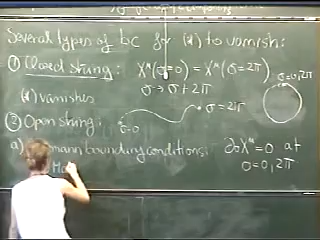 Several types of bc for (*) to vanish:
① Closed string: X^μ(σ=0) = X^μ(σ=2π)
σ → σ + 2π
σ=0, 2π
(*) vanishes
② Open string:
σ=0
σ=2π
a) mann boundary conditions: ∂σX^μ=0 at
σ=0, 2π